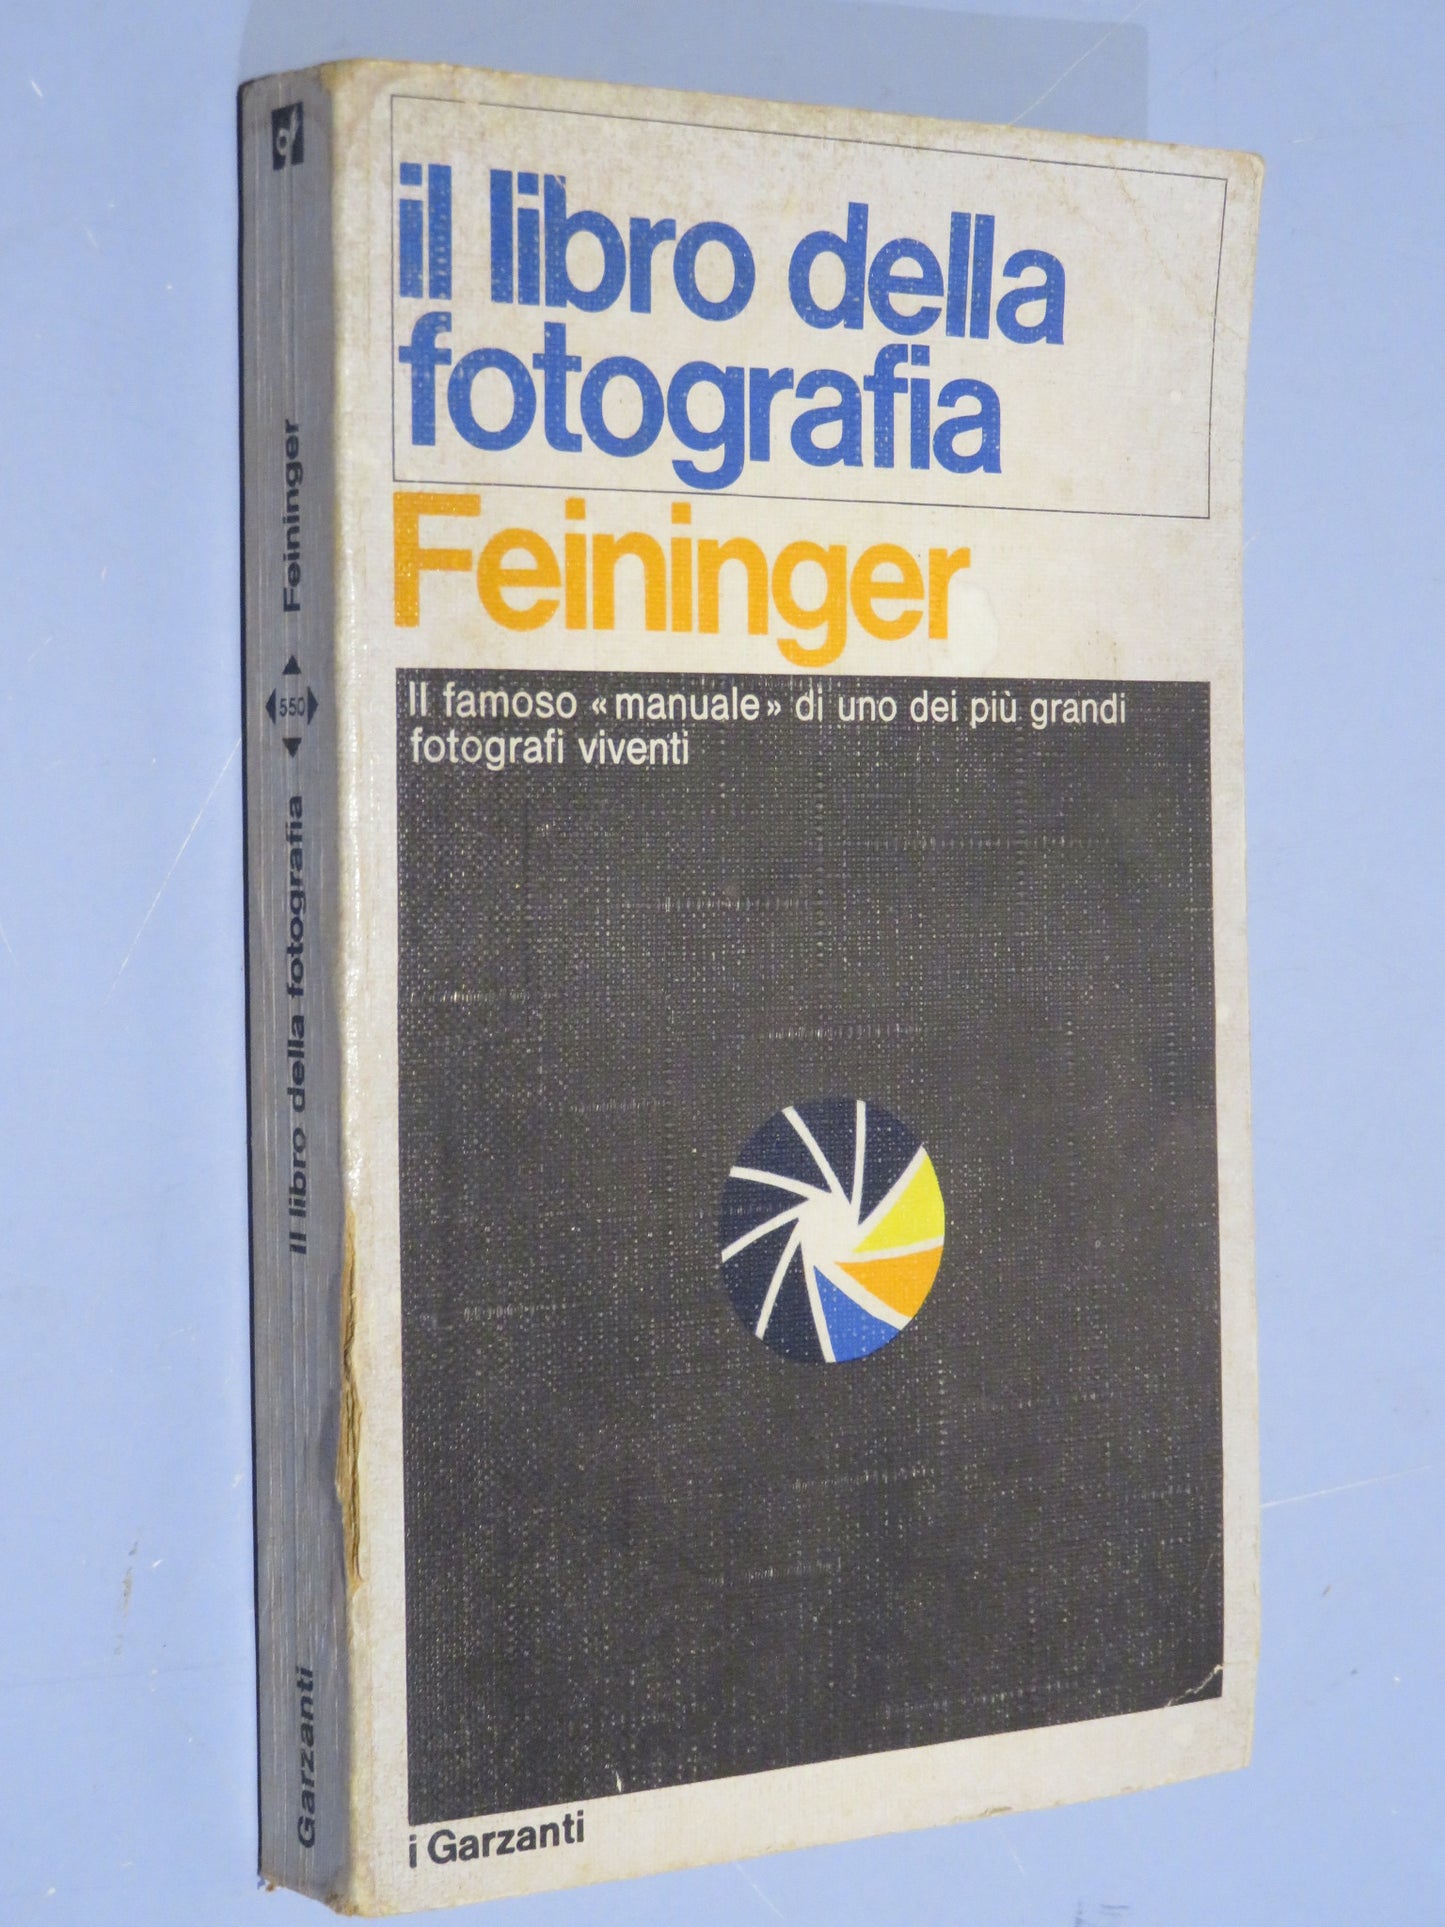 il libro della
fotografia
Feininger
Il famoso «manuale» di uno dei più grandi
fotografi viventi
i Garzanti
Feininger
550
Il libro della fotografia
Garzanti